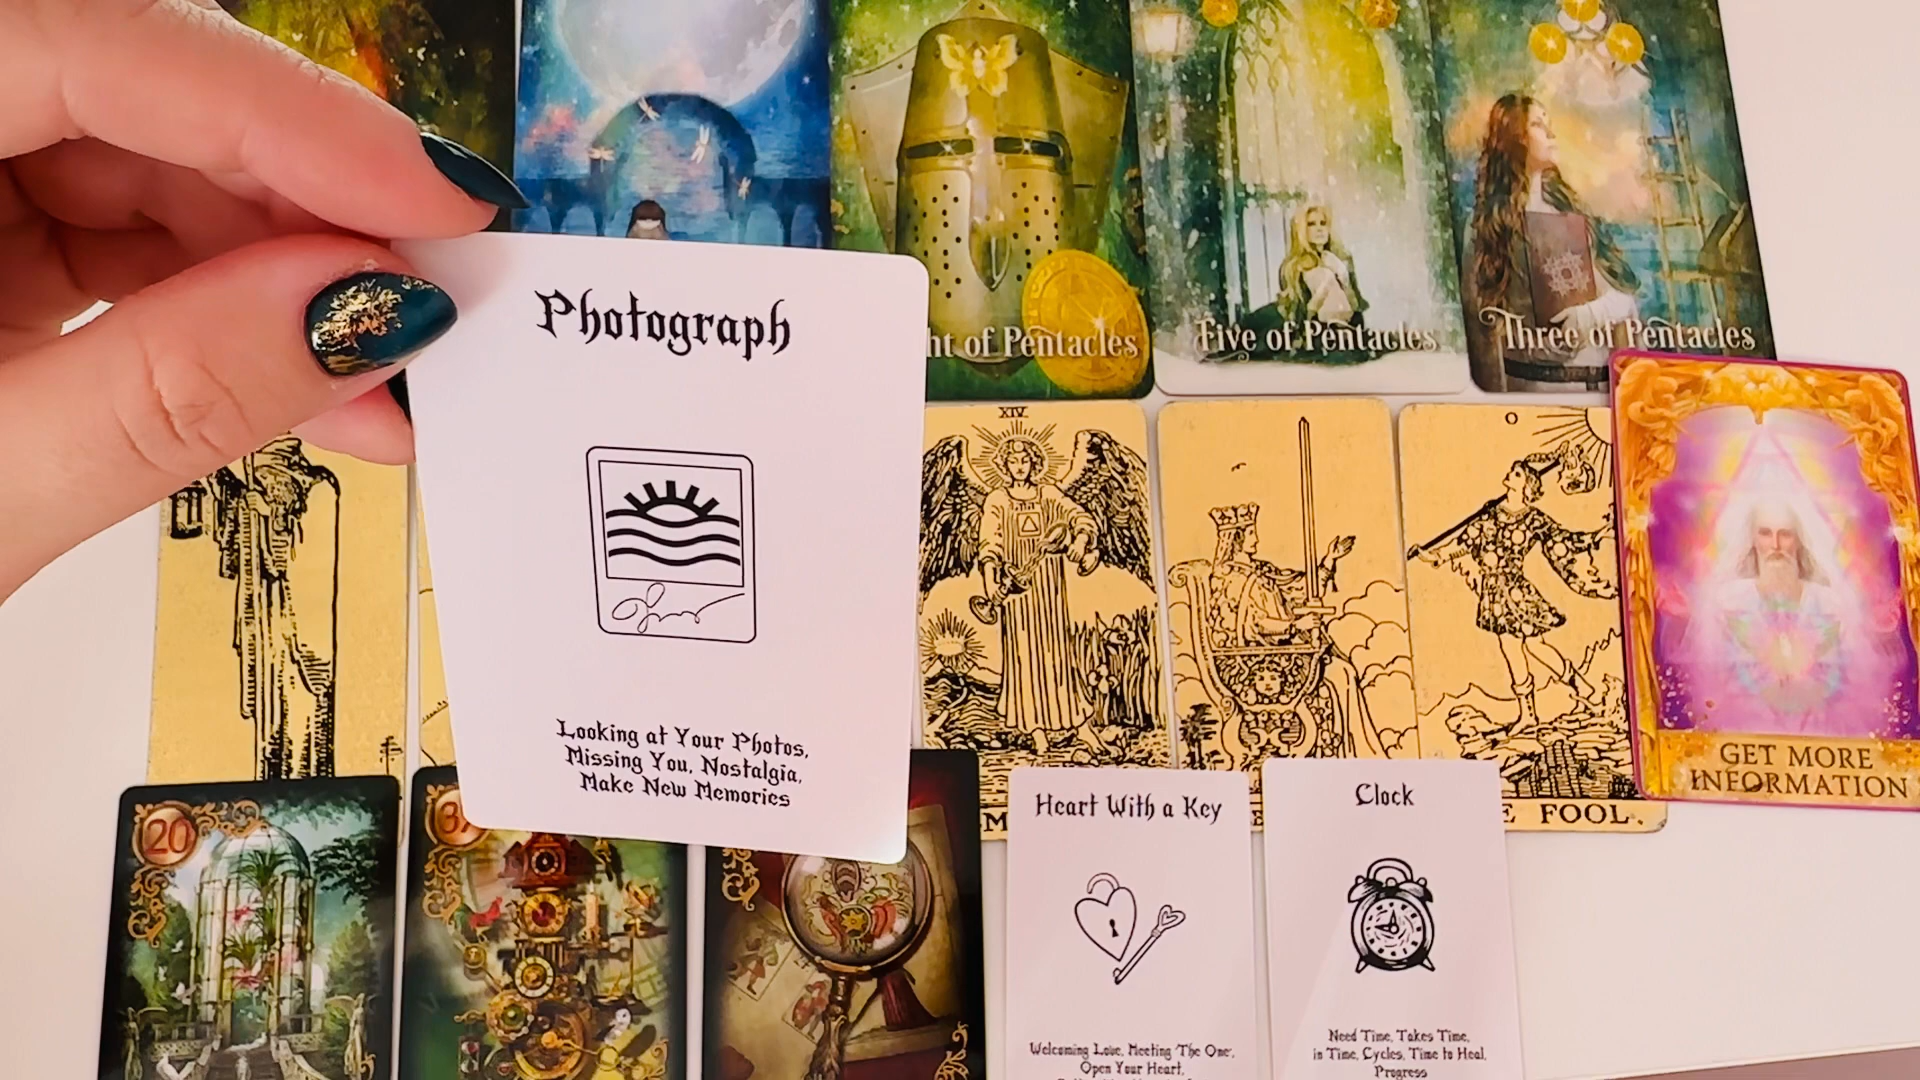 Photograph
Looking at Your Photos,
Missing You, Nostalgia,
Make New Memories
of Pentacles
Five of Pentacles
Three of Pentacles
XIV
0
FOOL.
GET MORE
INFORMATION
20
Heart With a Key
Welcoming Love, Meeting 'The One',
Open Your Heart,
Clock
Need Time, Takes Time,
in Time, Cycles, Time to Heal,
Progress